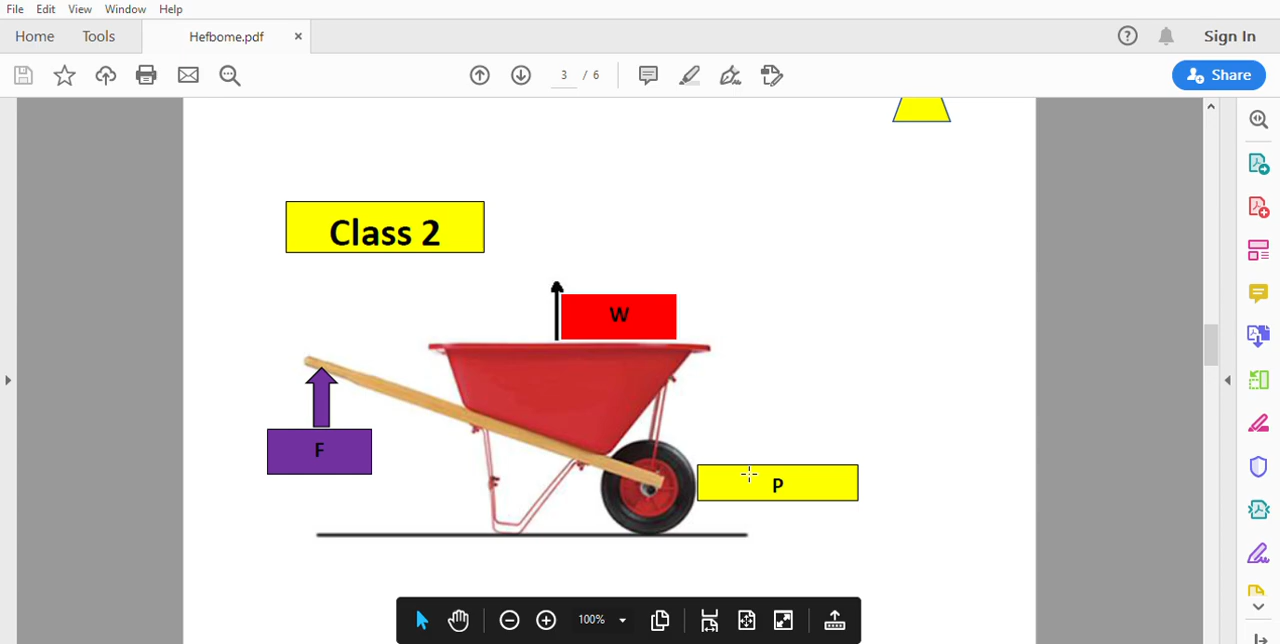 File Edit View Window Help
Home Tools Hefbome.pdf × Sign In
3 / 6 Share
Class 2
W
F
P
100%